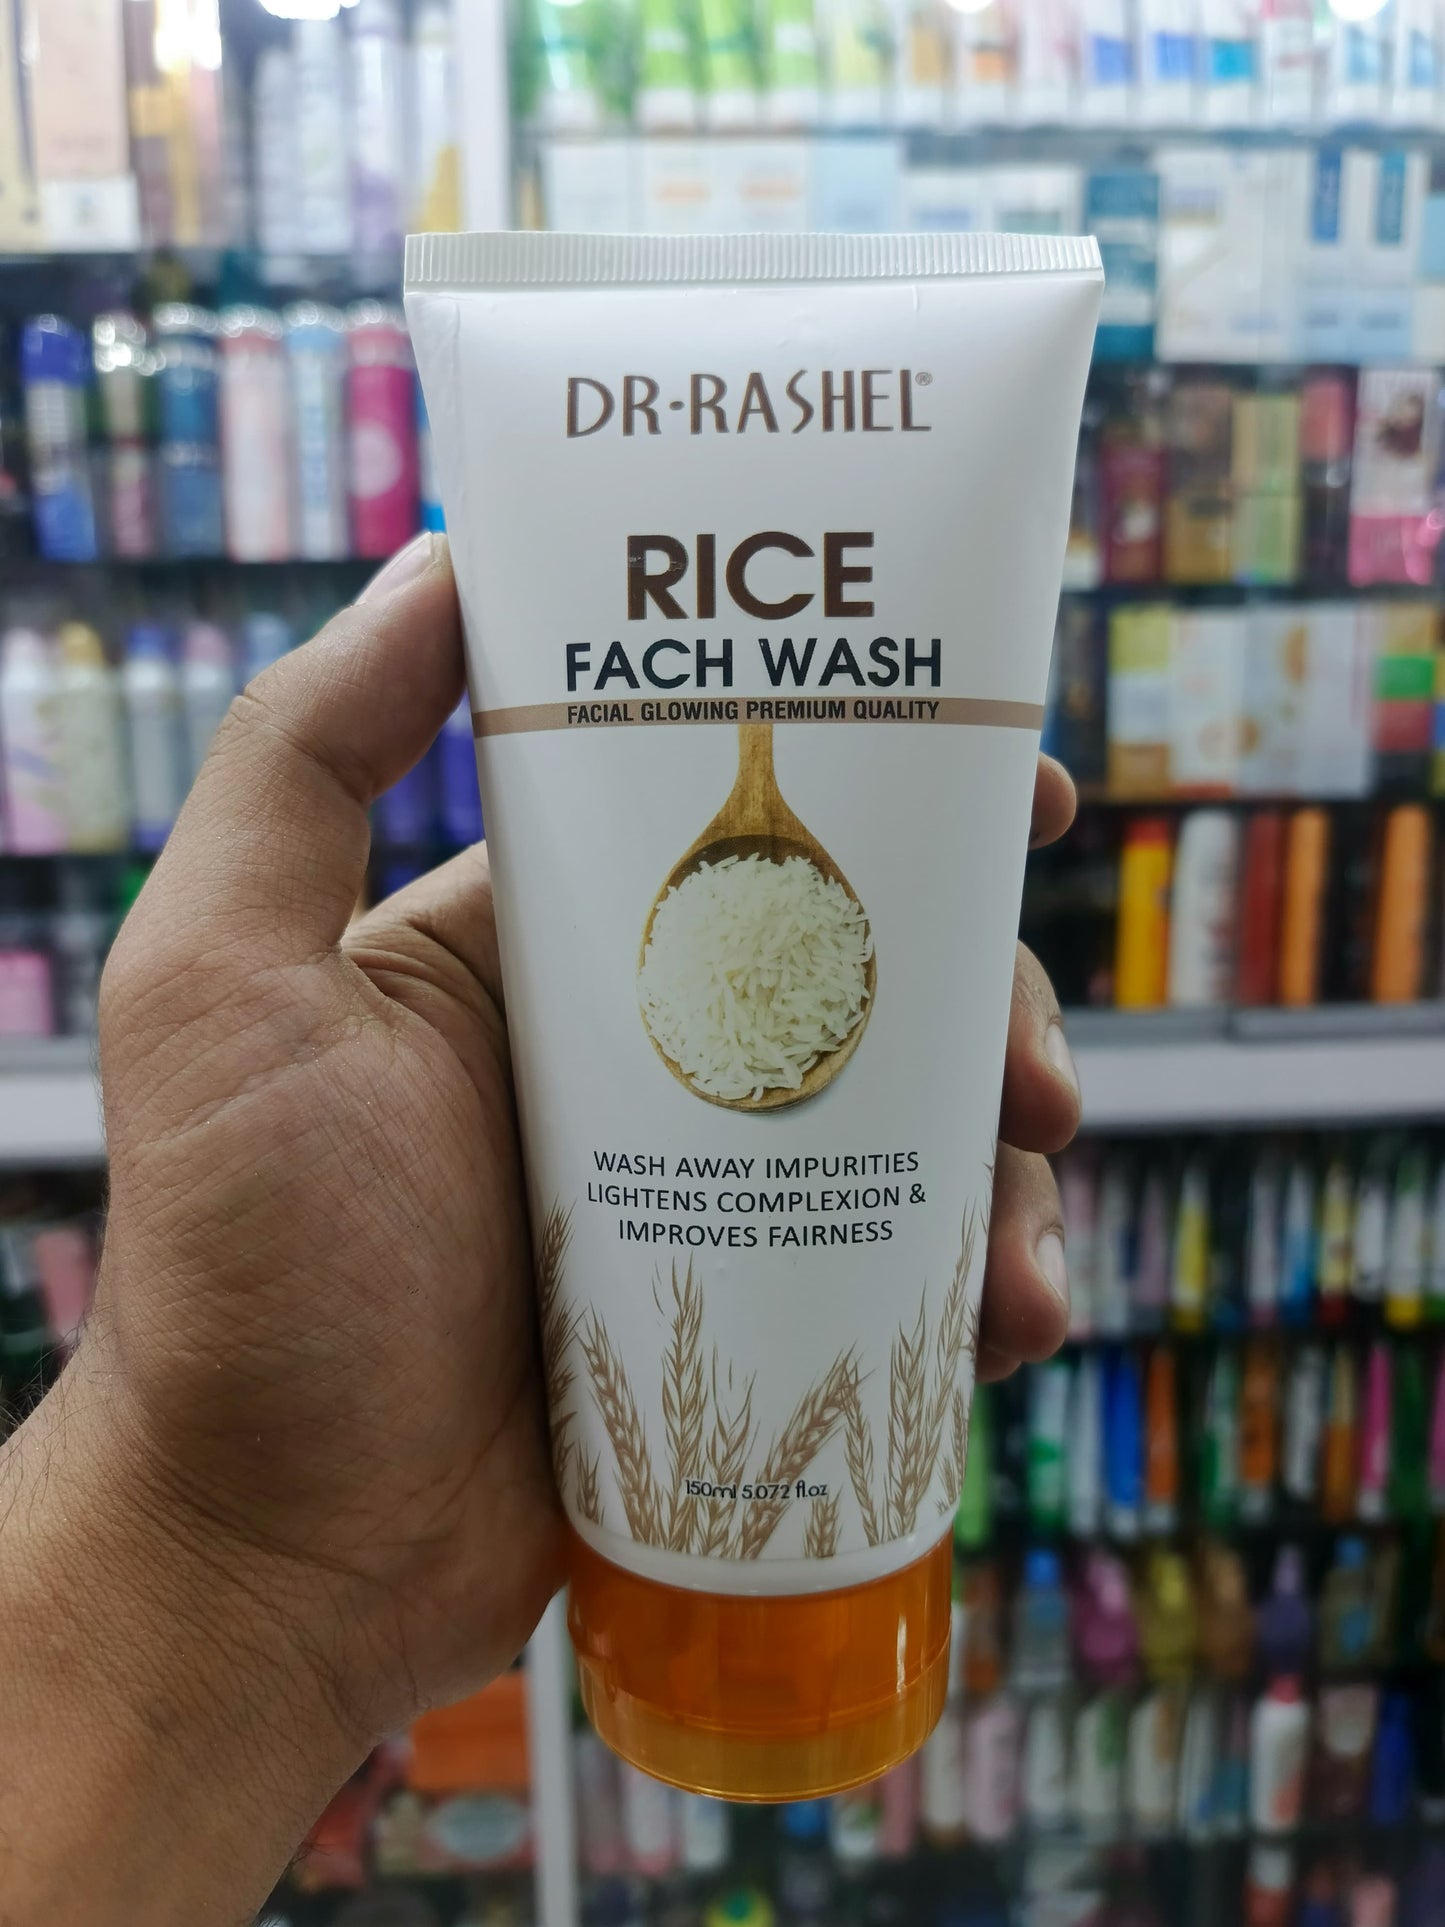 DR·RASHEL®
RICE
FACH WASH
FACIAL GLOWING PREMIUM QUALITY
WASH AWAY IMPURITIES
LIGHTENS COMPLEXION &
IMPROVES FAIRNESS
150ml 5.072 fl.oz